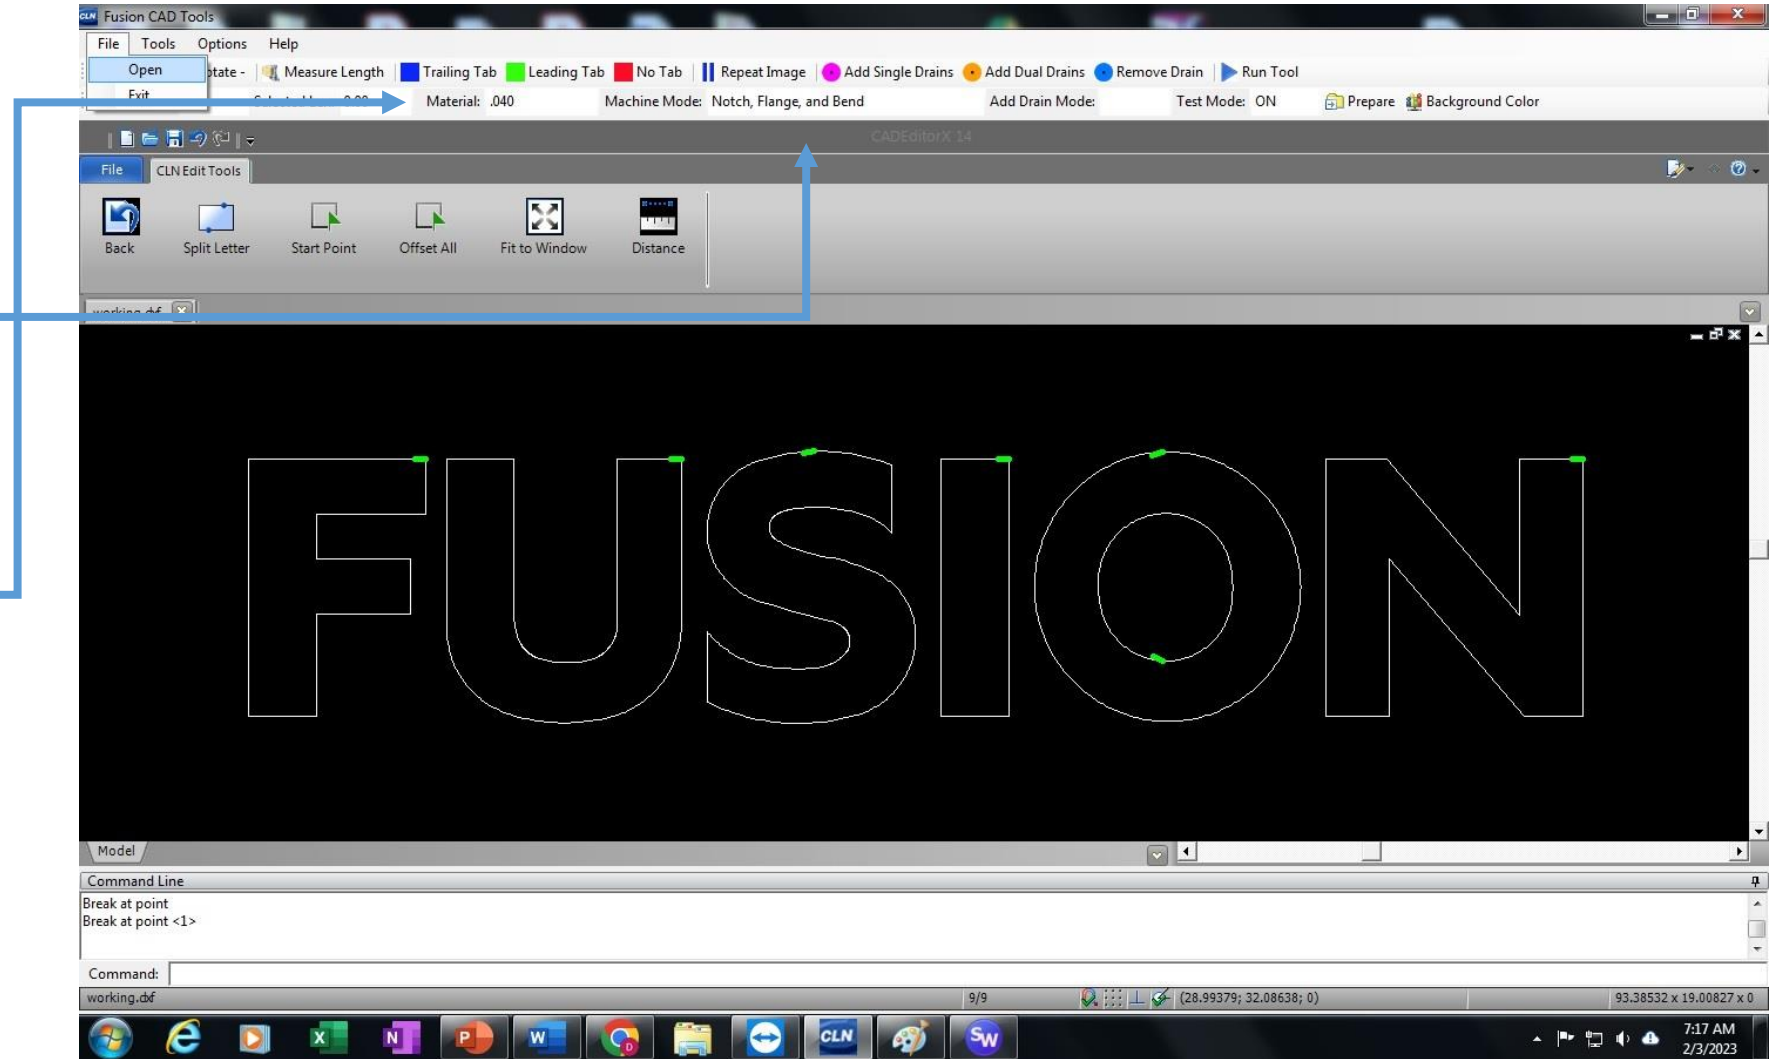 CLN Fusion CAD Tools
File Tools Options Help
Open
Exit
Measure Length Trailing Tab Leading Tab No Tab Repeat Image Add Single Drains Add Dual Drains Remove Drain Run Tool
Material: .040 Machine Mode: Notch, Flange, and Bend Add Drain Mode: Test Mode: ON Prepare Background Color
CADEditorX 14
File CLN Edit Tools
Back Split Letter Start Point Offset All Fit to Window Distance
working.dxf
FUSION
Model
Command Line
Break at point
Break at point <1>
Command:
working.dxf 9/9 (28.99379; 32.08638; 0) 93.38532 x 19.00827 x 0
X N P W CLN SW 7:17 AM
2/3/2023